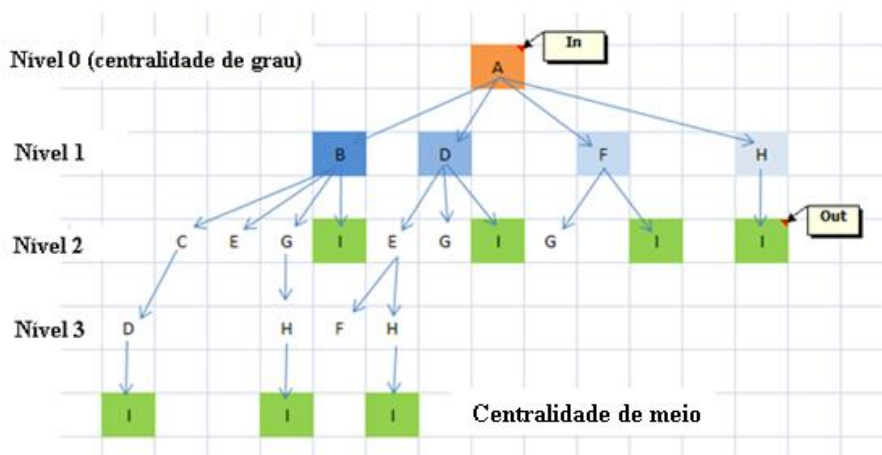 In
Nível 0 (centralidade de grau)
A
Nível 1
B D F H
Out
Nível 2
C E G I E G I G I I
Nível 3
D H F H
I I I
Centralidade de meio